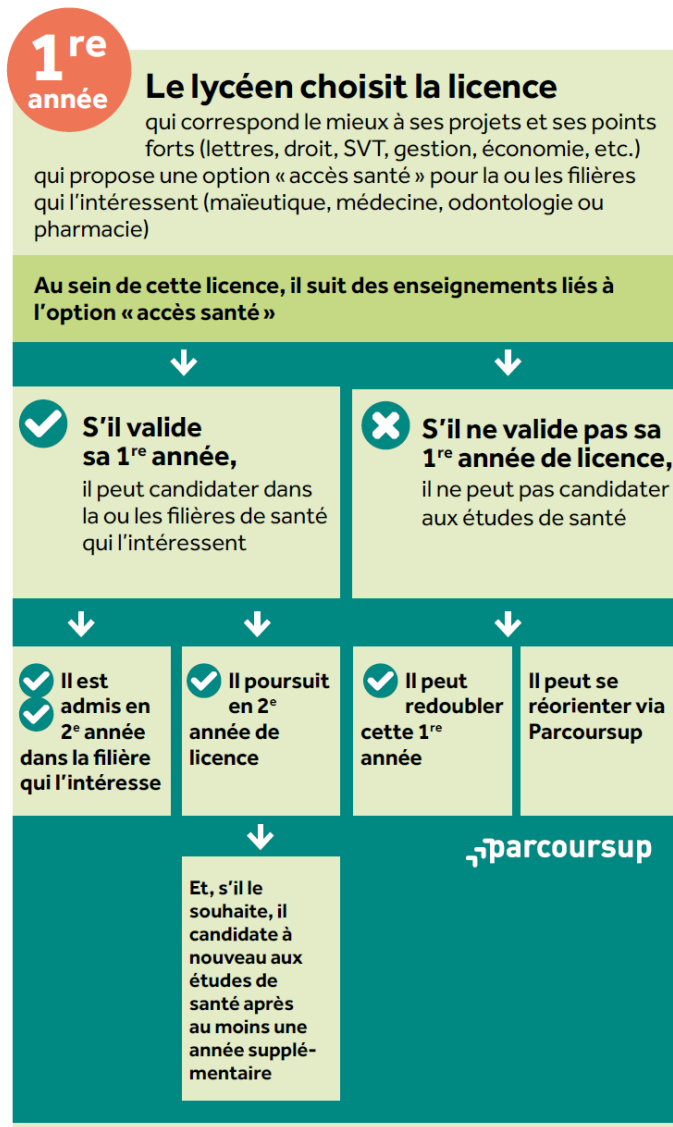 1re
année
Le lycéen choisit la licence
qui correspond le mieux à ses projets et ses points
forts (lettres, droit, SVT, gestion, économie, etc.)
qui propose une option « accès santé » pour la ou les filières
qui l'intéressent (maïeutique, médecine, odontologie ou
pharmacie)
Au sein de cette licence, il suit des enseignements liés à
l'option « accès santé »
S'il valide
sa 1re année,
il peut candidater dans
la ou les filières de santé
qui l'intéressent
S'il ne valide pas sa
1re année de licence,
il ne peut pas candidater
aux études de santé
Il est
admis en
2e année
dans la filière
qui l'intéresse
Il poursuit
en 2e
année de
licence
Il peut
redoubler
cette 1re
année
Il peut se
réorienter via
Parcoursup
parcoursup
Et, s'il le
souhaite, il
candidate à
nouveau aux
études de
santé après
au moins une
année supplé-
mentaire